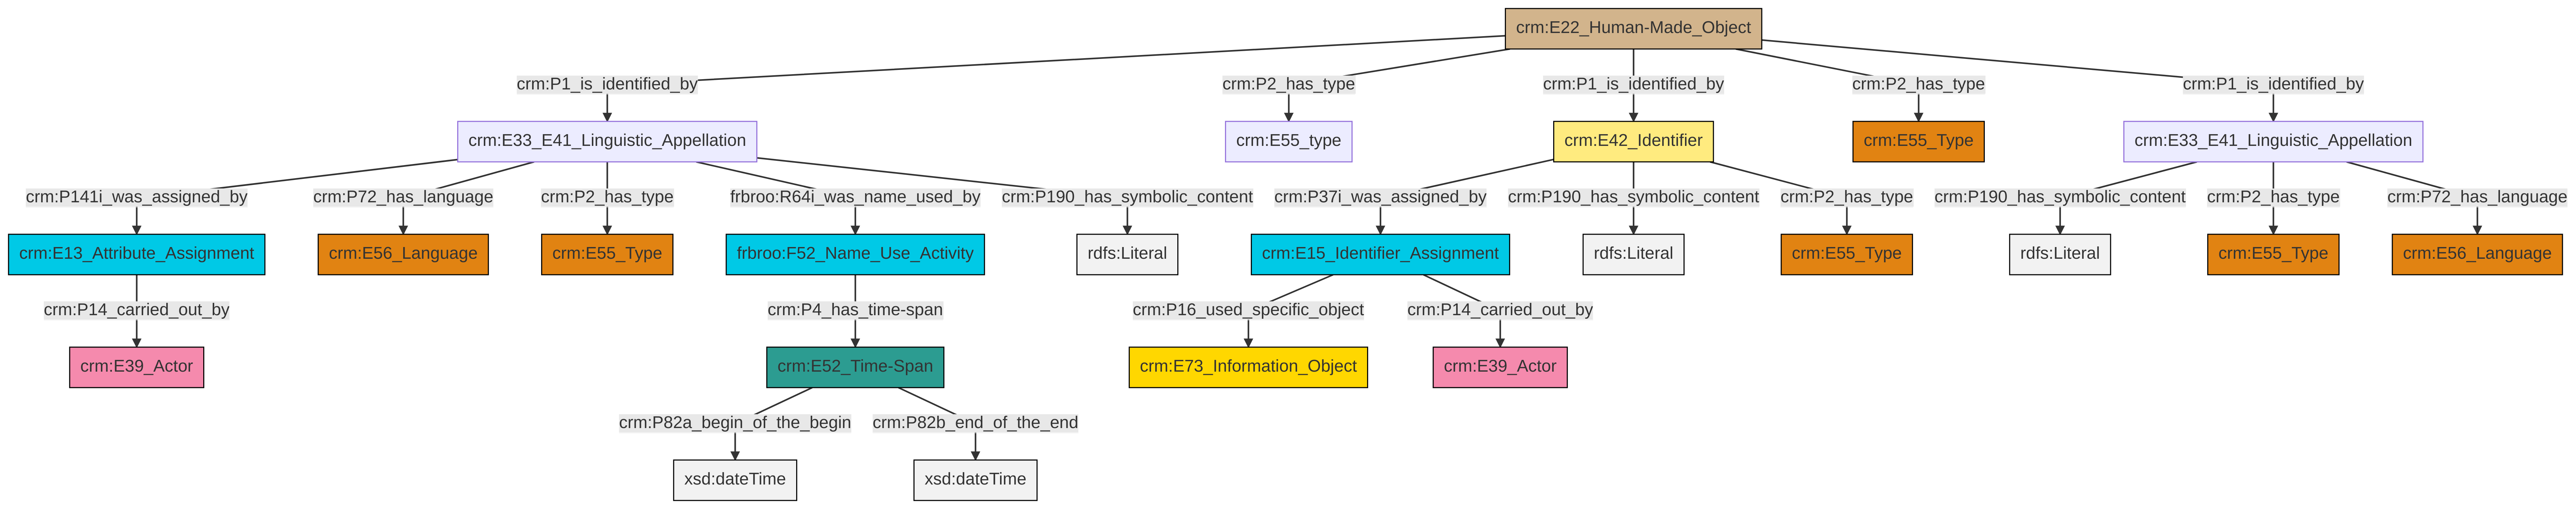 crm:E22_Human-Made_Object
crm:P1_is_identified_by
crm:P2_has_type
crm:P1_is_identified_by
crm:P2_has_type
crm:P1_is_identified_by
crm:E33_E41_Linguistic_Appellation
crm:E55_type
crm:E42_Identifier
crm:E55_Type
crm:E33_E41_Linguistic_Appellation
crm:P141i_was_assigned_by
crm:P72_has_language
crm:P2_has_type
frbroo:R64i_was_name_used_by
crm:P190_has_symbolic_content
crm:P37i_was_assigned_by
crm:P190_has_symbolic_content
crm:P2_has_type
crm:P190_has_symbolic_content
crm:P2_has_type
crm:P72_has_language
crm:E13_Attribute_Assignment
crm:E56_Language
crm:E55_Type
frbroo:F52_Name_Use_Activity
rdfs:Literal
crm:E15_Identifier_Assignment
rdfs:Literal
crm:E55_Type
rdfs:Literal
crm:E55_Type
crm:E56_Language
crm:P14_carried_out_by
crm:P4_has_time-span
crm:P16_used_specific_object
crm:P14_carried_out_by
crm:E39_Actor
crm:E52_Time-Span
crm:E73_Information_Object
crm:E39_Actor
crm:P82a_begin_of_the_begin
crm:P82b_end_of_the_end
xsd:dateTime
xsd:dateTime